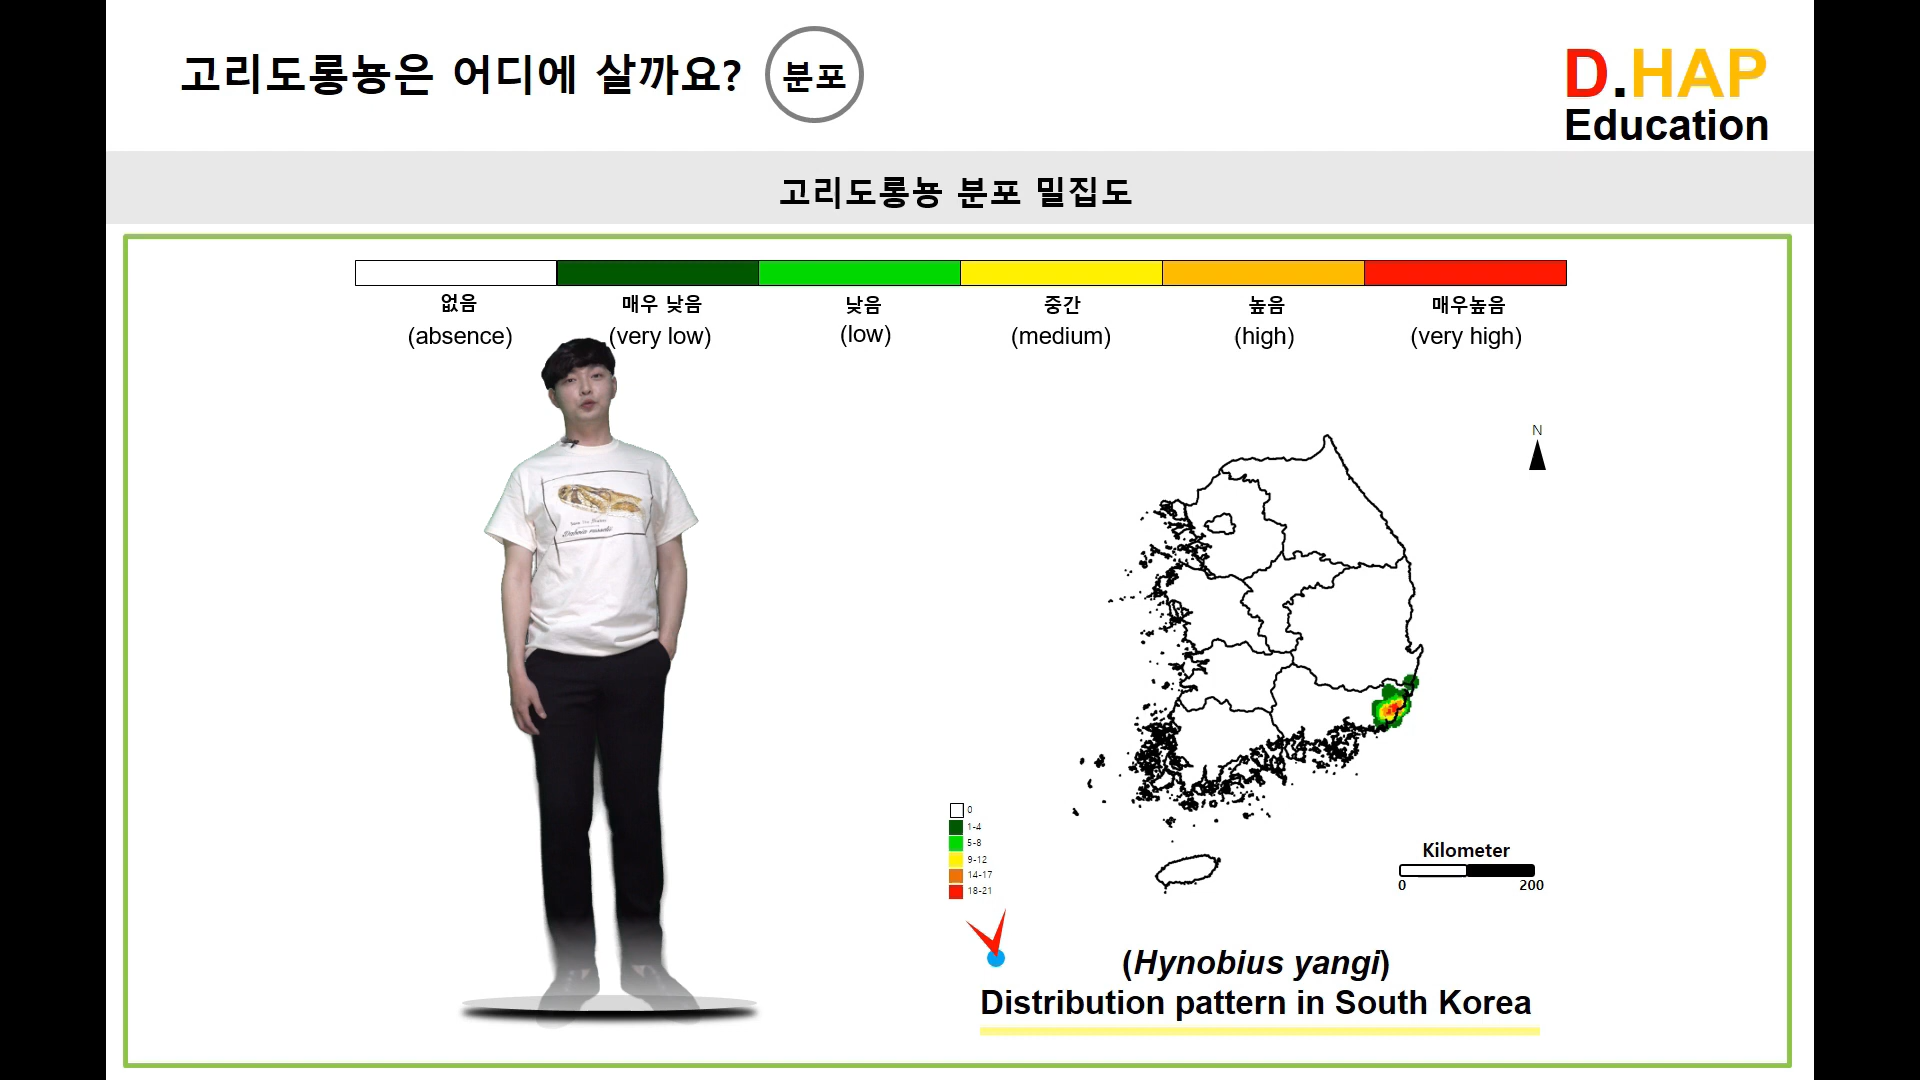 고리도롱뇽은 어디에 살까요?
분포
D.HAP
Education
고리도롱뇽 분포 밀집도
없음 매우 낮음 낮음 중간 높음 매우높음
(absence) (very low) (low) (medium) (high) (very high)
N
0
1-4
5-8
9-12
14-17
18-21
Kilometer
0 200
(Hynobius yangi)
Distribution pattern in South Korea